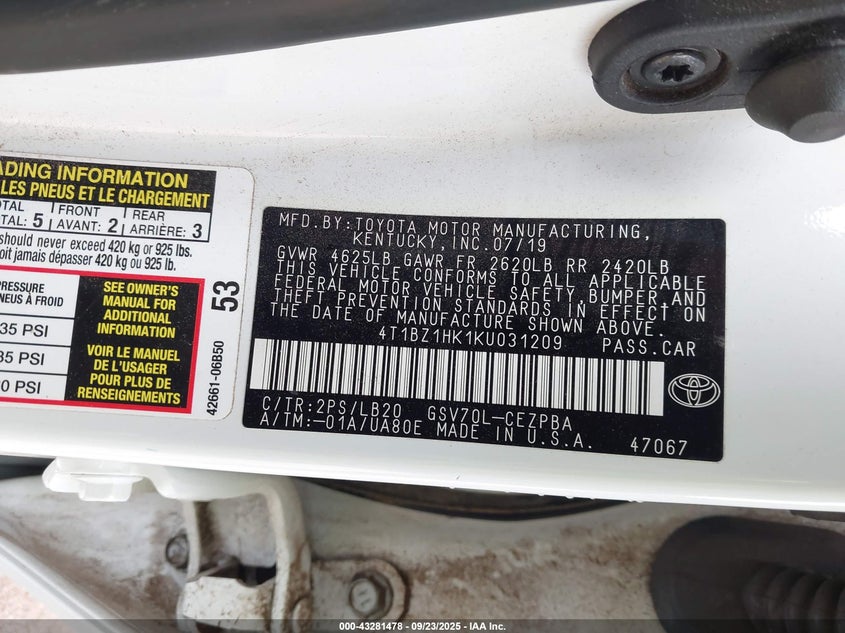 ADING INFORMATION
LES PNEUS ET LE CHARGEMENT
TOTAL FRONT REAR
TAL: 5 AVANT: 2 ARRIÈRE: 3
should never exceed 420 kg or 925 lbs.
oit jamais dépasser 420 kg ou 925 lb.
PRESSURE
NEUS À FROID
35 PSI
35 PSI
0 PSI
SEE OWNER'S
MANUAL FOR
ADDITIONAL
INFORMATION
VOIR LE MANUEL
DE L'USAGER
POUR PLUS DE
RENSEIGNEMENTS
53
42661-06B50
MFD.BY:TOYOTA MOTOR MANUFACTURING,
KENTUCKY,INC.07/19
GVWR 4625LB GAWR FR 2620LB RR 2420LB
THIS VEHICLE CONFORMS TO ALL APPLICABLE
FEDERAL MOTOR VEHICLE SAFETY,BUMPER,AND
THEFT PREVENTION STANDARDS IN EFFECT ON
THE DATE OF MANUFACTURE SHOWN ABOVE.
4T1BZ1HK1KU031209 PASS.CAR
C/TR:2PS/LB20 GSV70L-CEZPBA
A/TM:-01A/UA80E MADE IN U.S.A. 47067
000-43281478 - 09/23/2025 - IAA Inc.